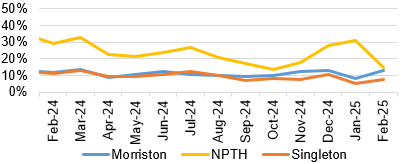 50%
40%
30%
20%
10%
0%
Feb-24
Mar-24
Apr-24
May-24
Jun-24
Jul-24
Aug-24
Sep-24
Oct-24
Nov-24
Dec-24
Jan-25
Feb-25
Morriston NPTH Singleton